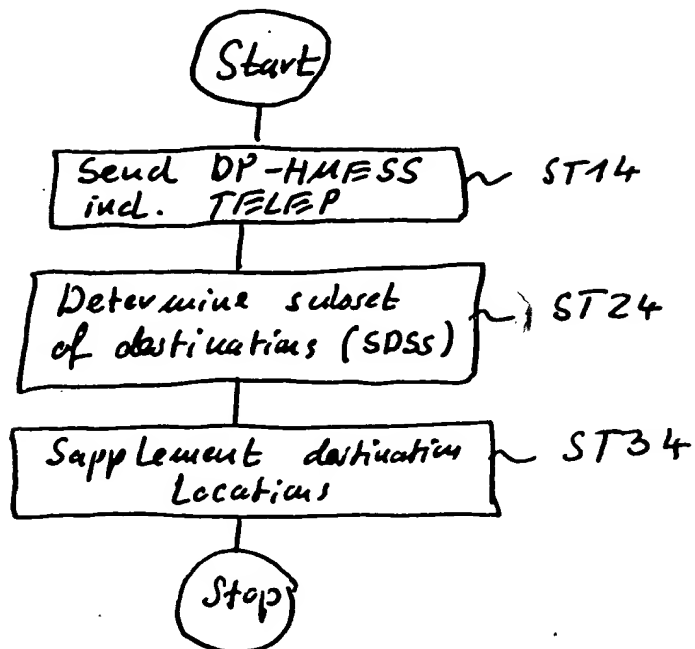 Start
Send DP-HMESS ST14
incl. TELEP
Determine subset ST24
of destinations (SDSs)
Supplement destination ST34
Locations
Stop